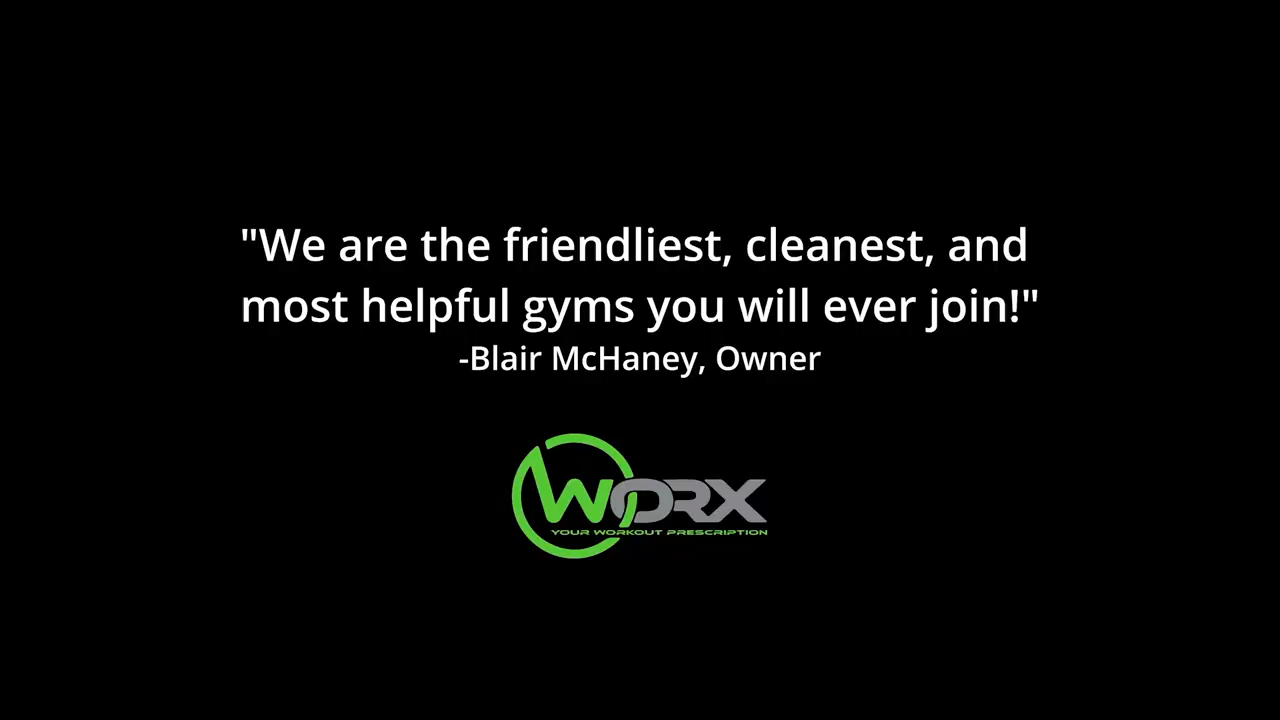 "We are the friendliest, cleanest, and
most helpful gyms you will ever join!"
-Blair McHaney, Owner
WORX
YOUR WORKOUT PRESCRIPTION